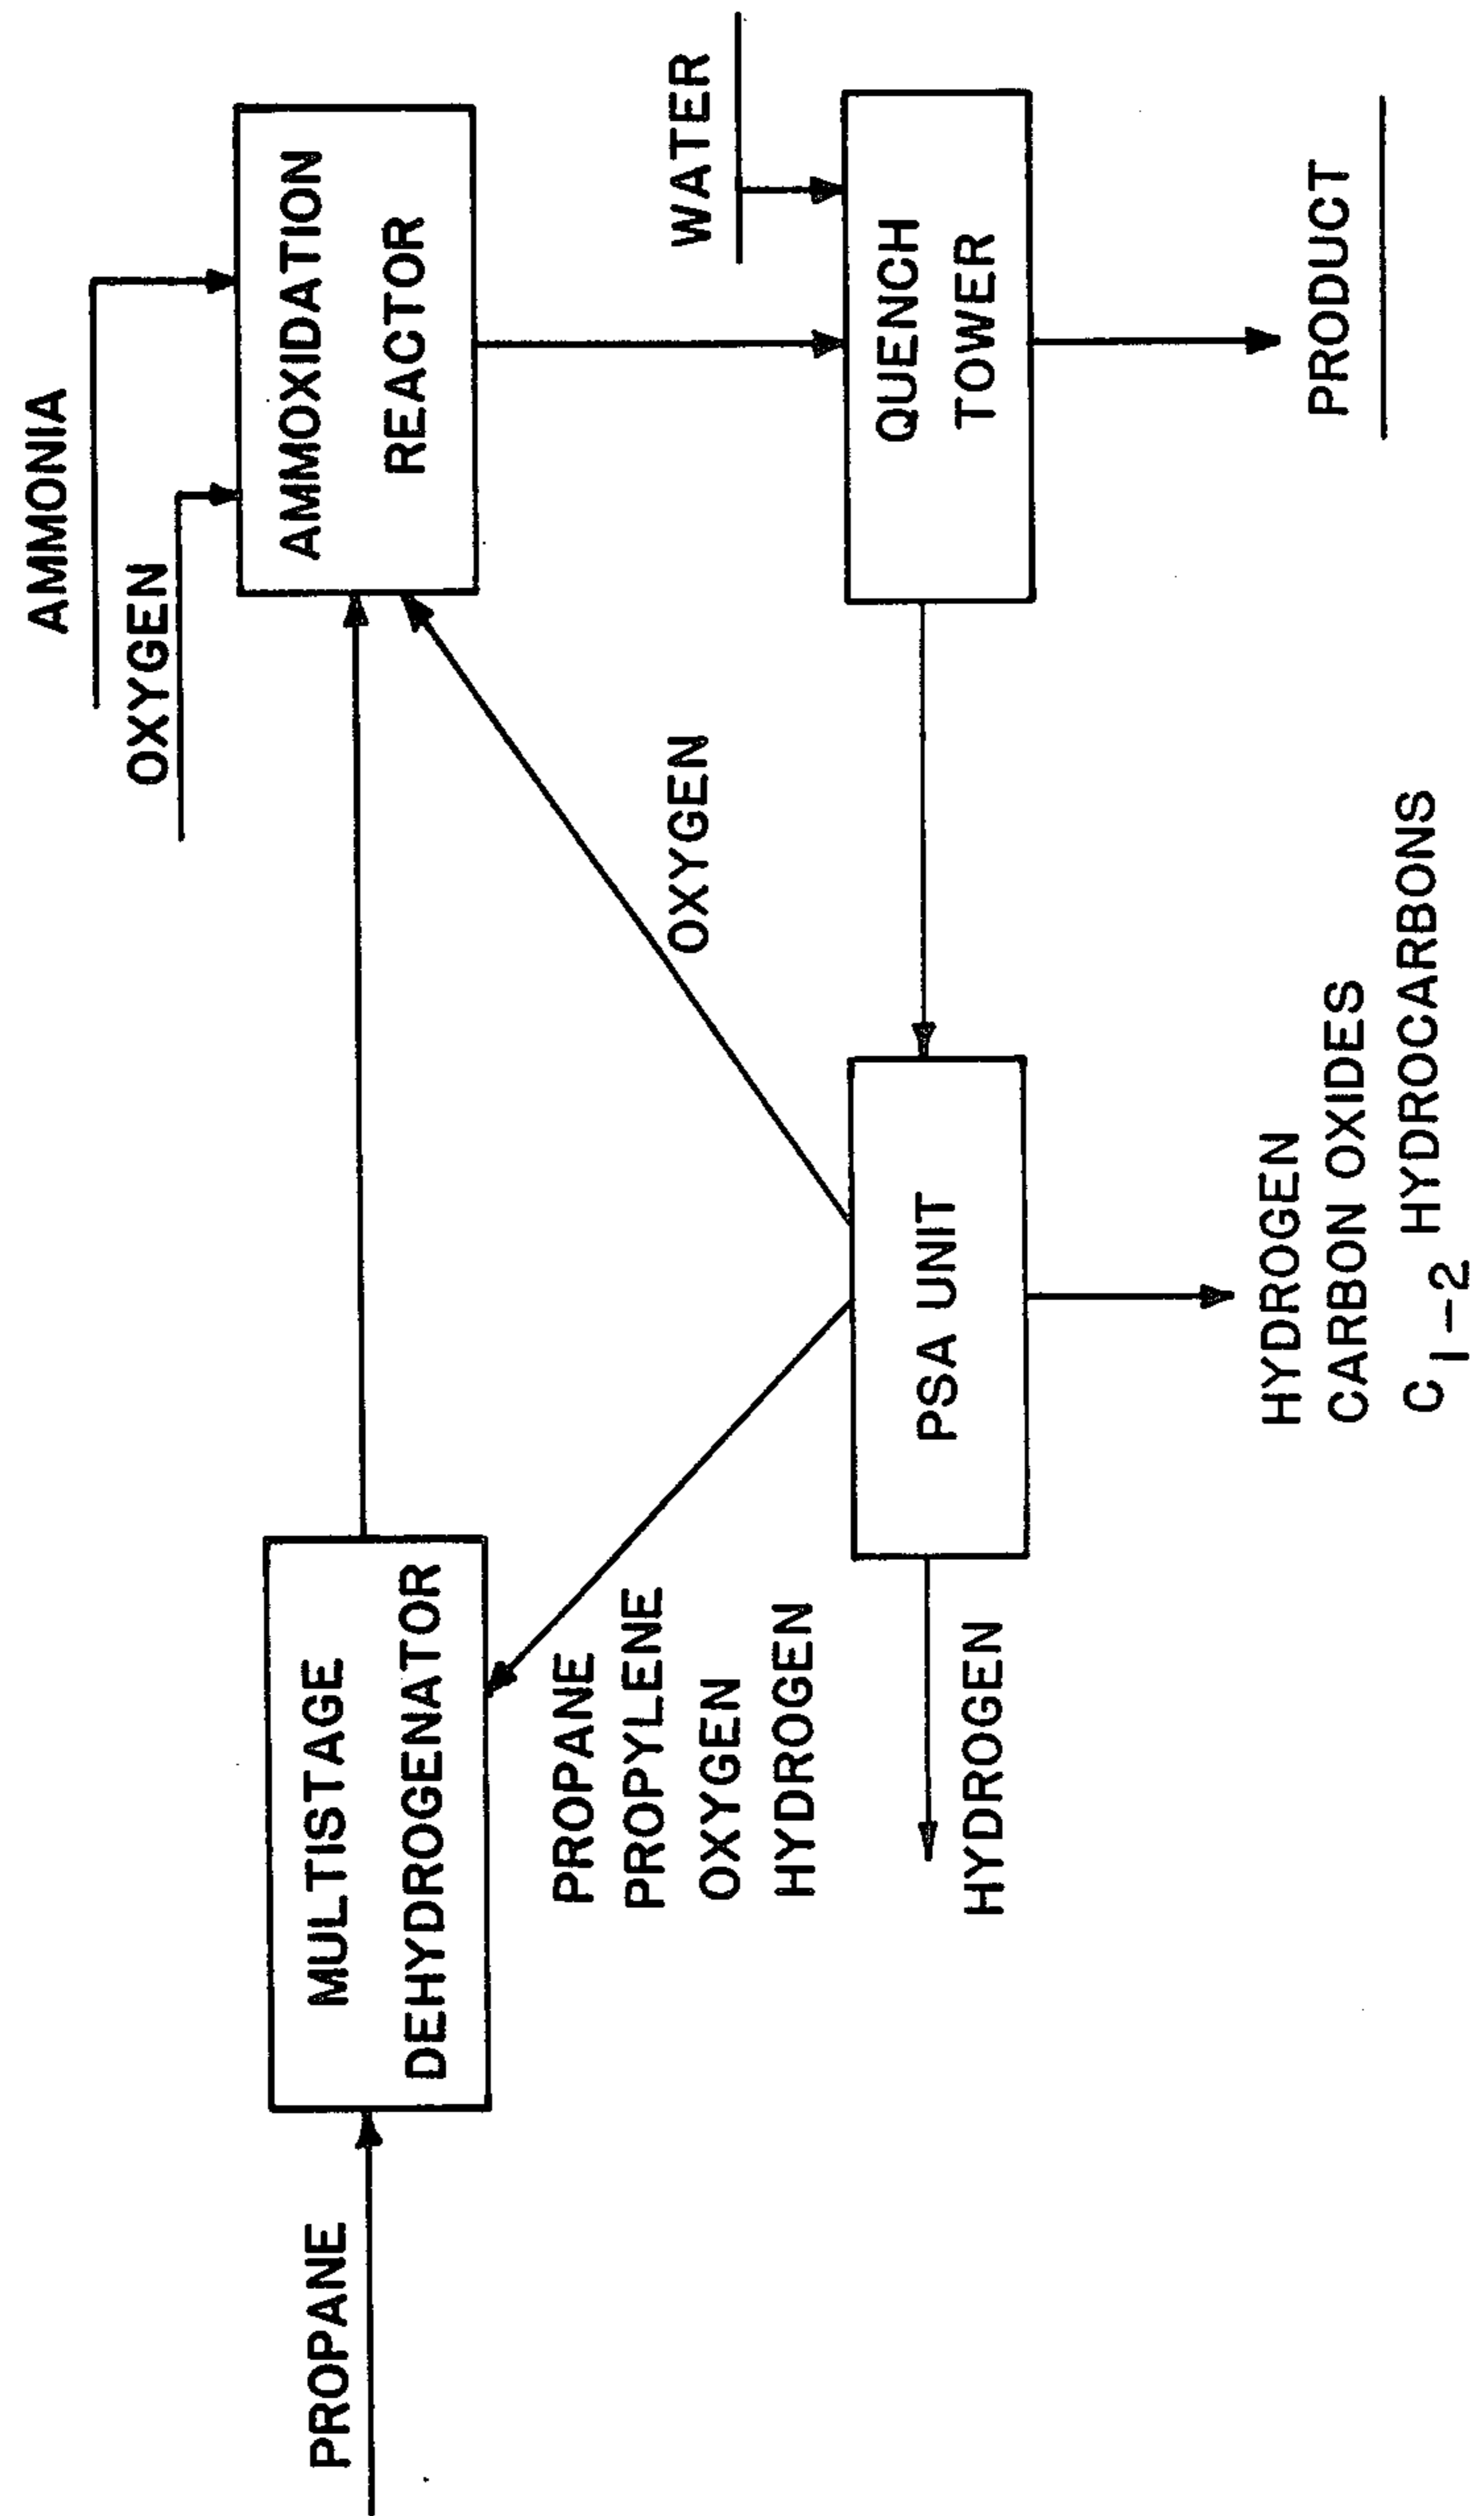 AMMONIA
OXYGEN
PROPANE
MULTISTAGE
DEHYDROGENATOR
AMMOXIDATION
REACTOR
PROPANE
PROPYLENE
OXYGEN
HYDROGEN
OXYGEN
WATER
HYDROGEN
PSA UNIT
QUENCH
TOWER
HYDROGEN
CARBON OXIDES
C1-2 HYDROCARBONS
PRODUCT